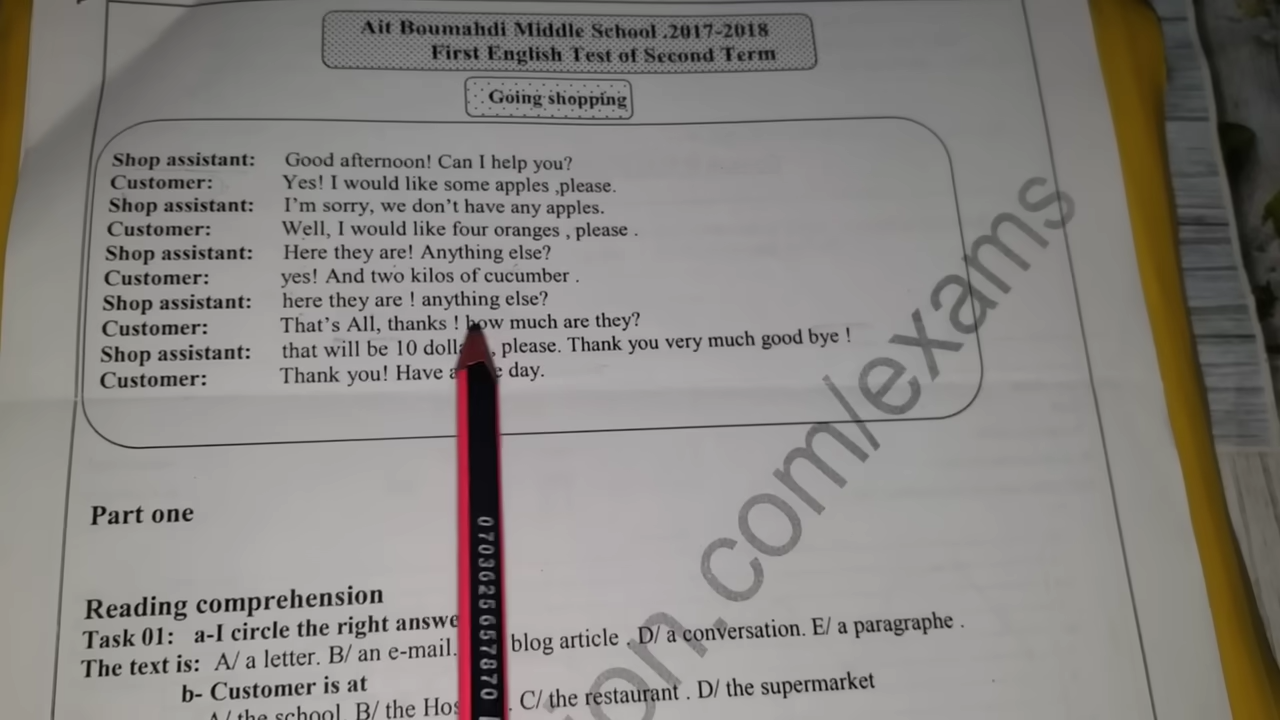 Ait Boumahdi Middle School .2017-2018
First English Test of Second Term
Going shopping
Shop assistant: Good afternoon! Can I help you?
Customer: Yes! I would like some apples ,please.
Shop assistant: I'm sorry, we don't have any apples.
Customer: Well, I would like four oranges , please .
Shop assistant: Here they are! Anything else?
Customer: yes! And two kilos of cucumber .
Shop assistant: here they are ! anything else?
Customer: That's All, thanks ! how much are they?
Shop assistant: that will be 10 , please. Thank you very much good bye !
Customer: Thank you! Have day.
Part one
Reading comprehension
Task 01: a-I circle the right
The text is: A/ a letter. B/ an e-mail. blog article . D/ a conversation. E/ a paragraphe .
b- Customer is at
A/ the school B/ the C/ the restaurant . D/ the supermarket
0703625657870
.com/exams